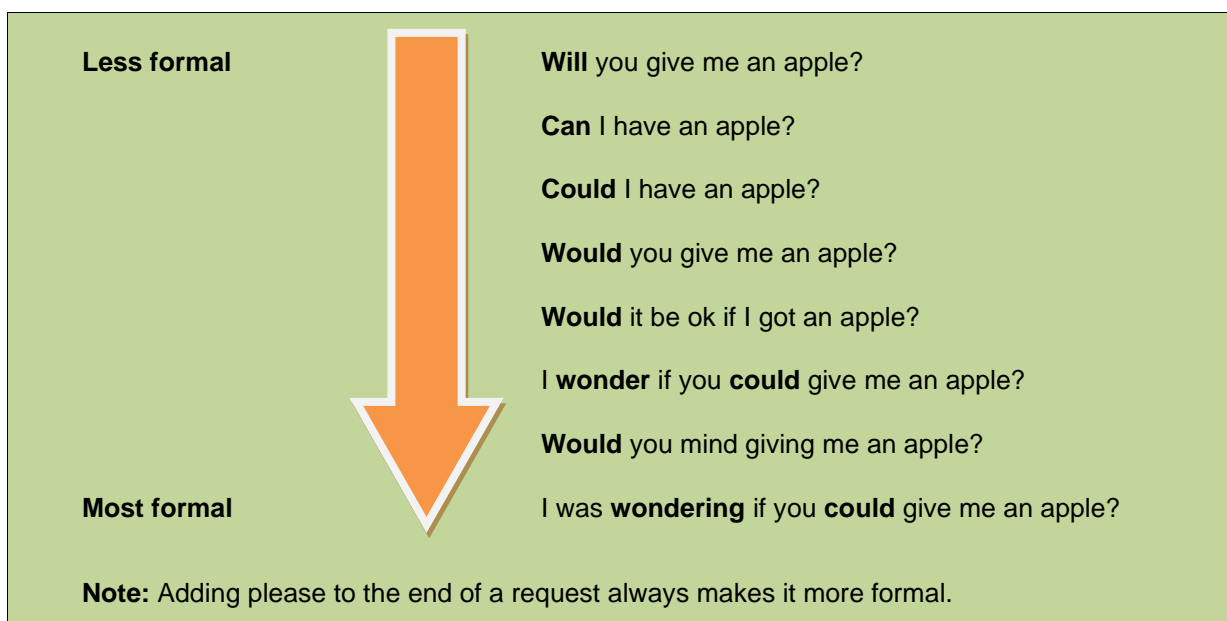 Less formal Will you give me an apple?
Can I have an apple?
Could I have an apple?
Would you give me an apple?
Would it be ok if I got an apple?
I wonder if you could give me an apple?
Would you mind giving me an apple?
Most formal I was wondering if you could give me an apple?
Note: Adding please to the end of a request always makes it more formal.